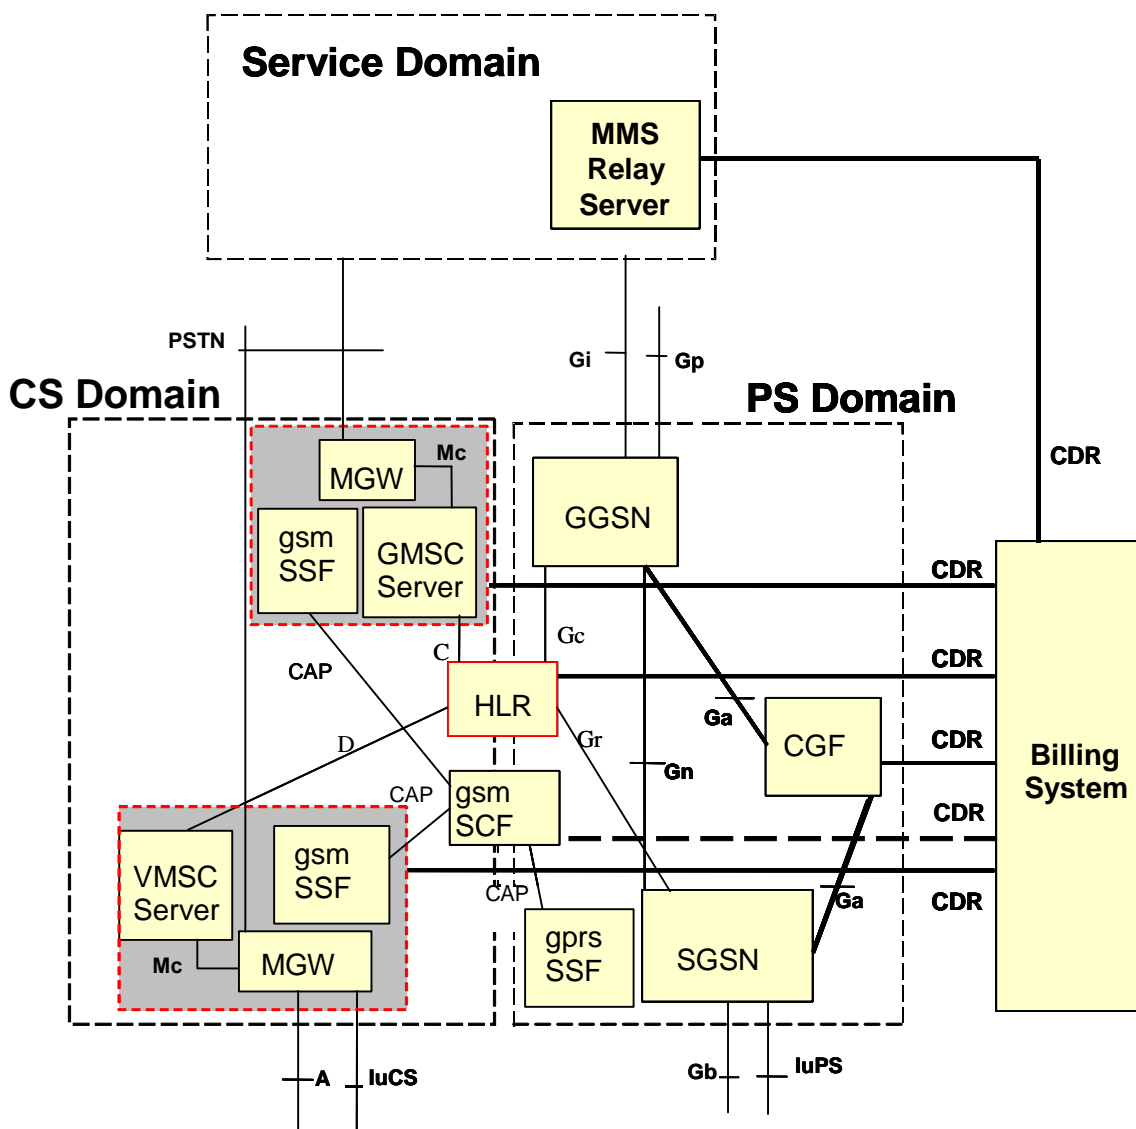 Service Domain
MMS
Relay
Server
PSTN
Gi
Gp
CS Domain
PS Domain
CDR
Mc
MGW
GGSN
gsm
SSF
GMSC
Server
CDR
C
Gc
CAP
CDR
HLR
D
Gr
Ga
CGF
CDR
Billing
System
Gn
CAP
gsm
SCF
CDR
VMSC
Server
gsm
SSF
CAP
Ga
CDR
gprs
SSF
SGSN
Mc
MGW
A
IuCS
Gb
IuPS